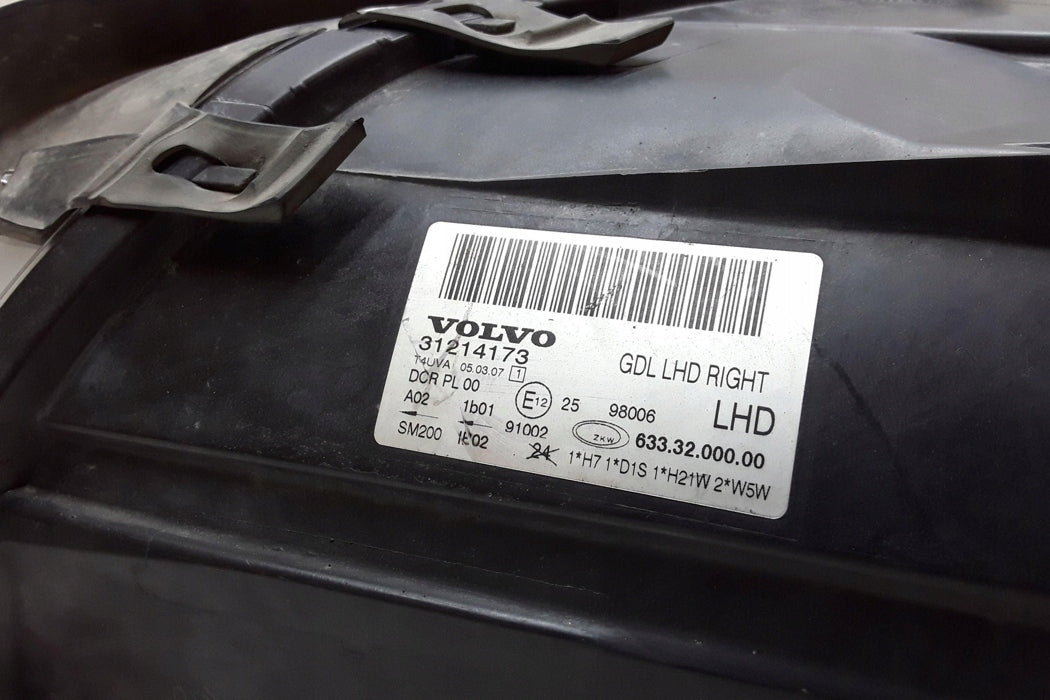 VOLVO
31214173
T4UVA 05.03.07 1
GDL LHD RIGHT
DCR PL 00
A02 1b01 E12 25 98006 LHD
SM200 1b02 91002 ZKW 633.32.000.00
24 1*H7 1*D1S 1*H21W 2*W5W